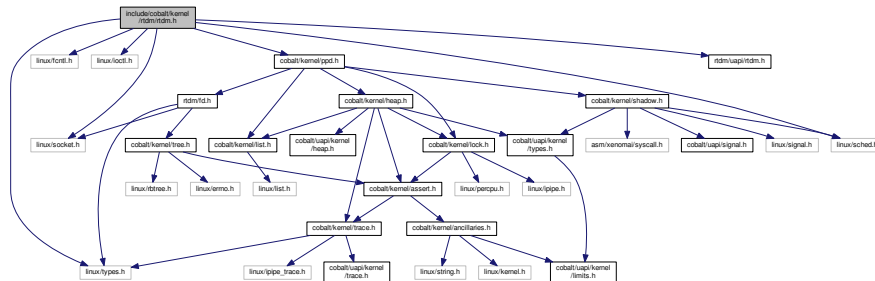 include/cobalt/kernel
/rtdm/rtdm.h
linux/fcntl.h
linux/ioctl.h
cobalt/kernel/ppd.h
rtdm/uapi/rtdm.h
rtdm/fd.h
cobalt/kernel/heap.h
cobalt/kernel/shadow.h
linux/socket.h
cobalt/kernel/tree.h
cobalt/kernel/list.h
cobalt/uapi/kernel
/heap.h
cobalt/kernel/lock.h
cobalt/uapi/kernel
/types.h
asm/xenomai/syscall.h
cobalt/uapi/signal.h
linux/signal.h
linux/sched.h
linux/rbtree.h
linux/errno.h
linux/list.h
cobalt/kernel/assert.h
linux/percpu.h
linux/ipipe.h
cobalt/kernel/trace.h
cobalt/kernel/ancillaries.h
linux/types.h
linux/ipipe_trace.h
cobalt/uapi/kernel
/trace.h
linux/string.h
linux/kernel.h
cobalt/uapi/kernel
/limits.h